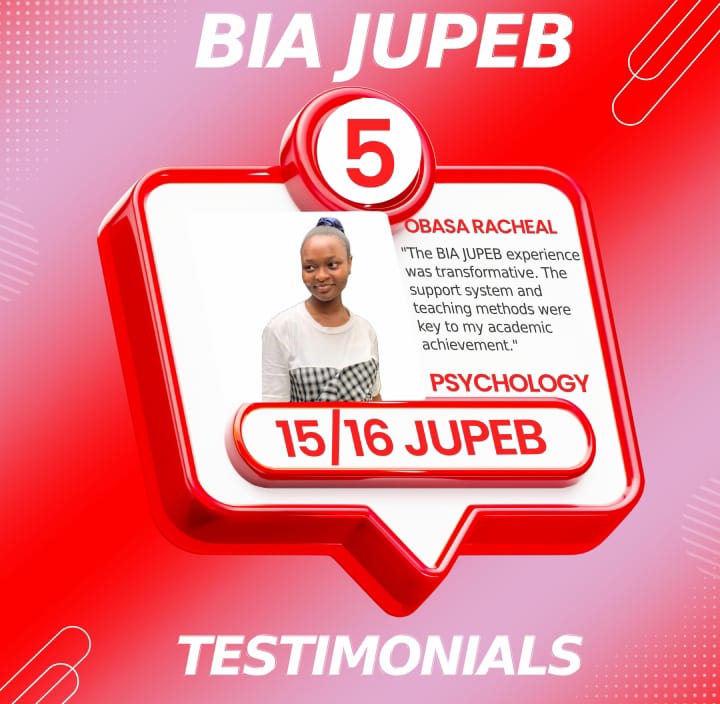 BIA JUPEB
5
OBASA RACHEAL
"The BIA JUPEB experience
was transformative. The
support system and
teaching methods were
key to my academic
achievement."
PSYCHOLOGY
15/16 JUPEB
TESTIMONIALS